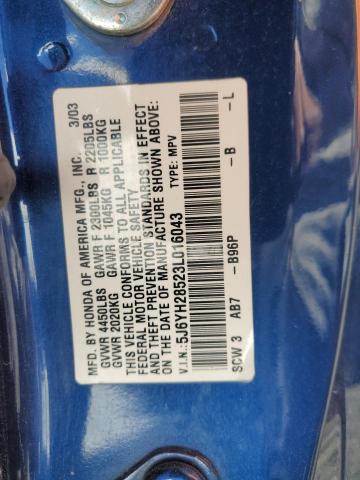 MFD. BY HONDA OF AMERICA MFG., INC. 3/03
GVWR 4450LBS GAWR F 2300LBS R 2205LBS
GVWR 2020KG GAWR F 1045KG R 1000KG
THIS VEHICLE CONFORMS TO ALL APPLICABLE
FEDERAL MOTOR VEHICLE SAFETY
AND THEFT PREVENTION STANDARDS IN EFFECT
ON THE DATE OF MANUFACTURE SHOWN ABOVE.
V.I.N.: 5J6YH28523L016043 TYPE: MPV
SCW 3 AB7 -B96P -B -L